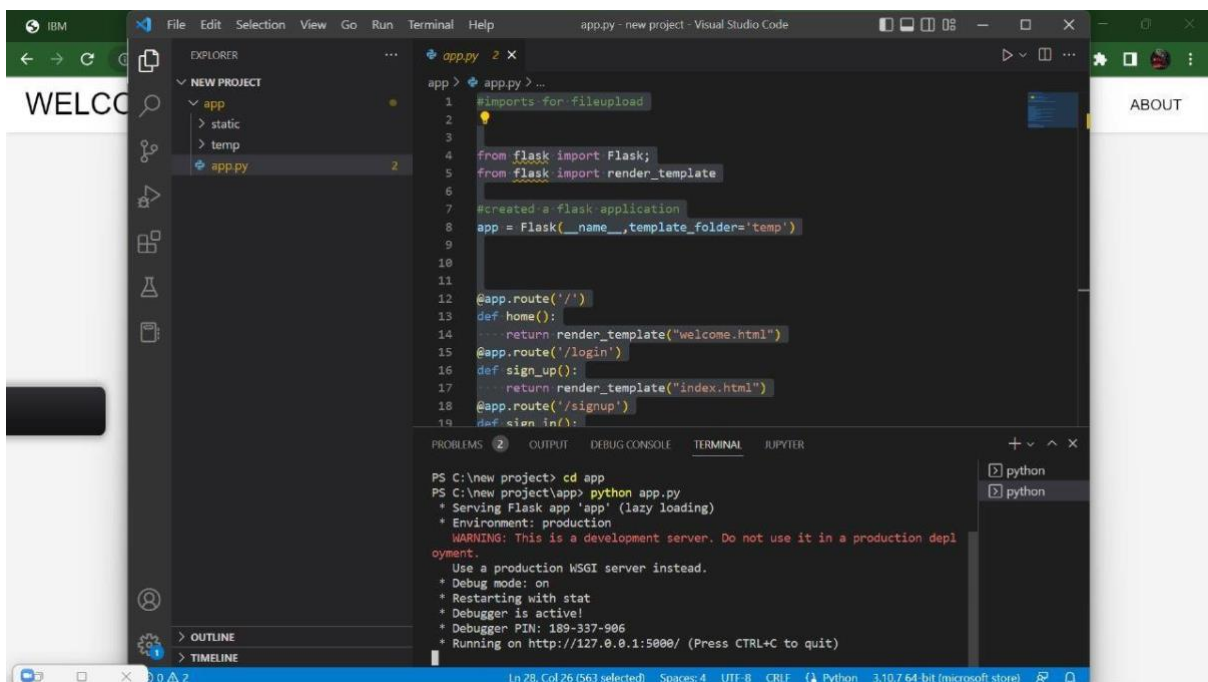 IBM
File Edit Selection View Go Run Terminal Help app.py - new project - Visual Studio Code
WELCO
ABOUT
EXPLORER
NEW PROJECT
app
static
temp
app.py 2
app.py 2
app > app.py > ...
1 #imports for fileupload
2
3
4 from flask import Flask;
5 from flask import render_template
6
7 #created a flask application
8 app = Flask(__name__,template_folder='temp')
9
10
11
12 @app.route('/')
13 def home():
14 return render_template("welcome.html")
15 @app.route('/login')
16 def sign_up():
17 return render_template("index.html")
18 @app.route('/signup')
19 def sign_in():
PROBLEMS 2 OUTPUT DEBUG CONSOLE TERMINAL JUPYTER
python
python
PS C:\new project> cd app
PS C:\new project\app> python app.py
* Serving Flask app 'app' (lazy loading)
* Environment: production
WARNING: This is a development server. Do not use it in a production depl
oyment.
Use a production WSGI server instead.
* Debug mode: on
* Restarting with stat
* Debugger is active!
* Debugger PIN: 189-337-906
* Running on http://127.0.0.1:5000/ (Press CTRL+C to quit)
OUTLINE
TIMELINE
1
0 2 Ln 28, Col 26 (563 selected) Spaces: 4 UTF-8 CRLF Python 3.10.7 64-bit (microsoft store)